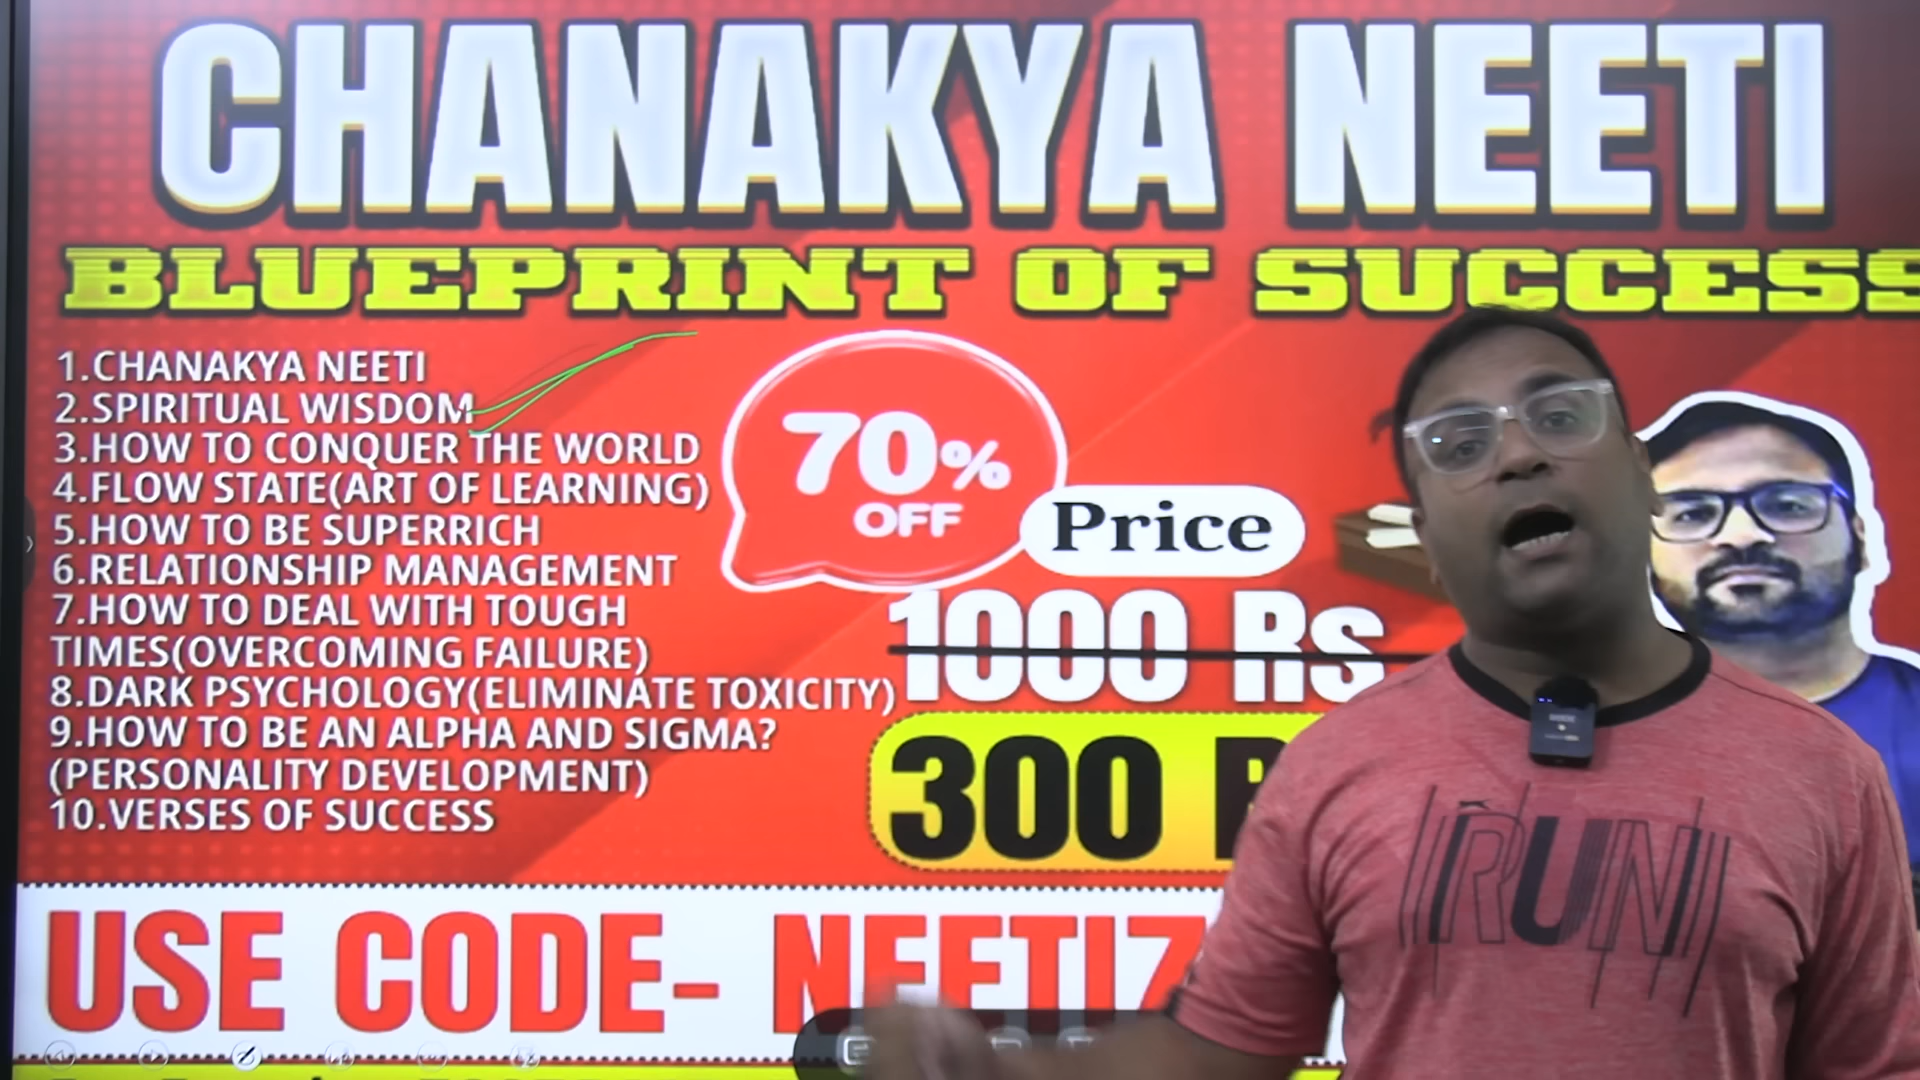 CHANAKYA NEETI
BLUEPRINT OF SUCCESS
1.CHANAKYA NEETI
2.SPIRITUAL WISDOM
3.HOW TO CONQUER THE WORLD
4.FLOW STATE(ART OF LEARNING)
5.HOW TO BE SUPERRICH
6.RELATIONSHIP MANAGEMENT
7.HOW TO DEAL WITH TOUGH
TIMES(OVERCOMING FAILURE)
8.DARK PSYCHOLOGY(ELIMINATE TOXICITY)
9.HOW TO BE AN ALPHA AND SIGMA?
(PERSONALITY DEVELOPMENT)
10.VERSES OF SUCCESS
70%
OFF
Price
1000 Rs
300
USE CODE- NEETI7
RUN